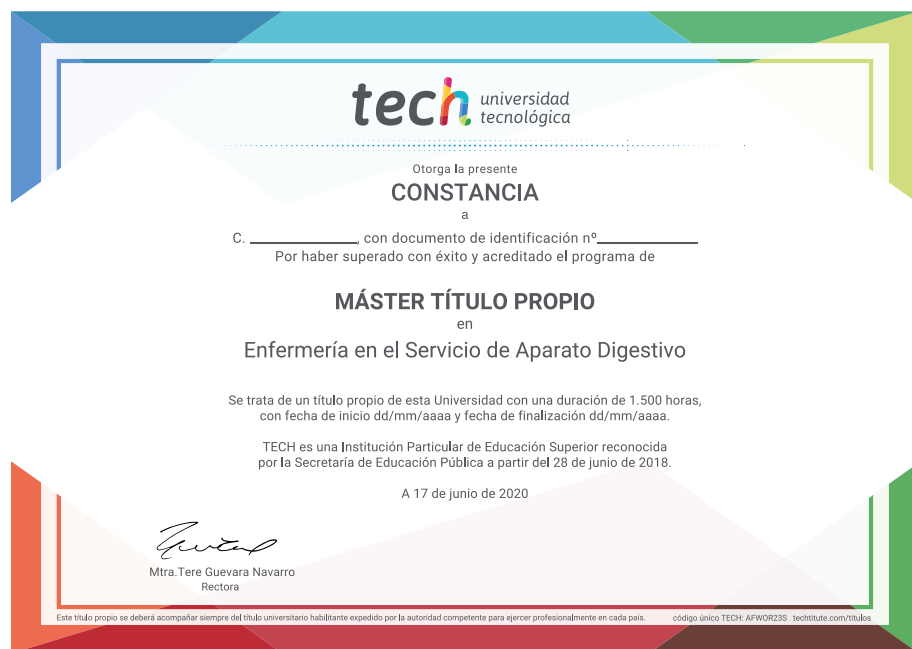 tech universidad
tecnológica
Otorga la presente
CONSTANCIA
a
C. ____________, con documento de identificación nº____________
Por haber superado con éxito y acreditado el programa de
MÁSTER TÍTULO PROPIO
en
Enfermería en el Servicio de Aparato Digestivo
Se trata de un título propio de esta Universidad con una duración de 1.500 horas,
con fecha de inicio dd/mm/aaaa y fecha de finalización dd/mm/aaaa.
TECH es una Institución Particular de Educación Superior reconocida
por la Secretaría de Educación Pública a partir del 28 de junio de 2018.
A 17 de junio de 2020
Mtra.Tere Guevara Navarro
Rectora
Este título propio se deberá acompañar siempre del título universitario habilitante expedido por la autoridad competente para ejercer profesionalmente en cada país. código único TECH: AFWOR23S techtitute.com/titulos